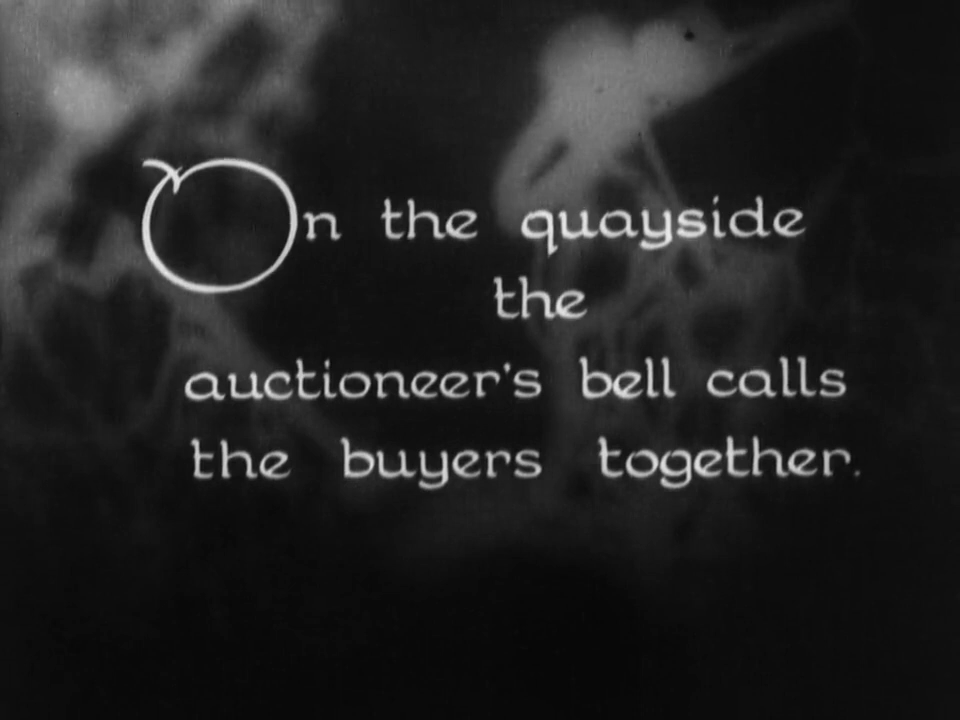 On the quayside
the
auctioneer's bell calls
the buyers together.